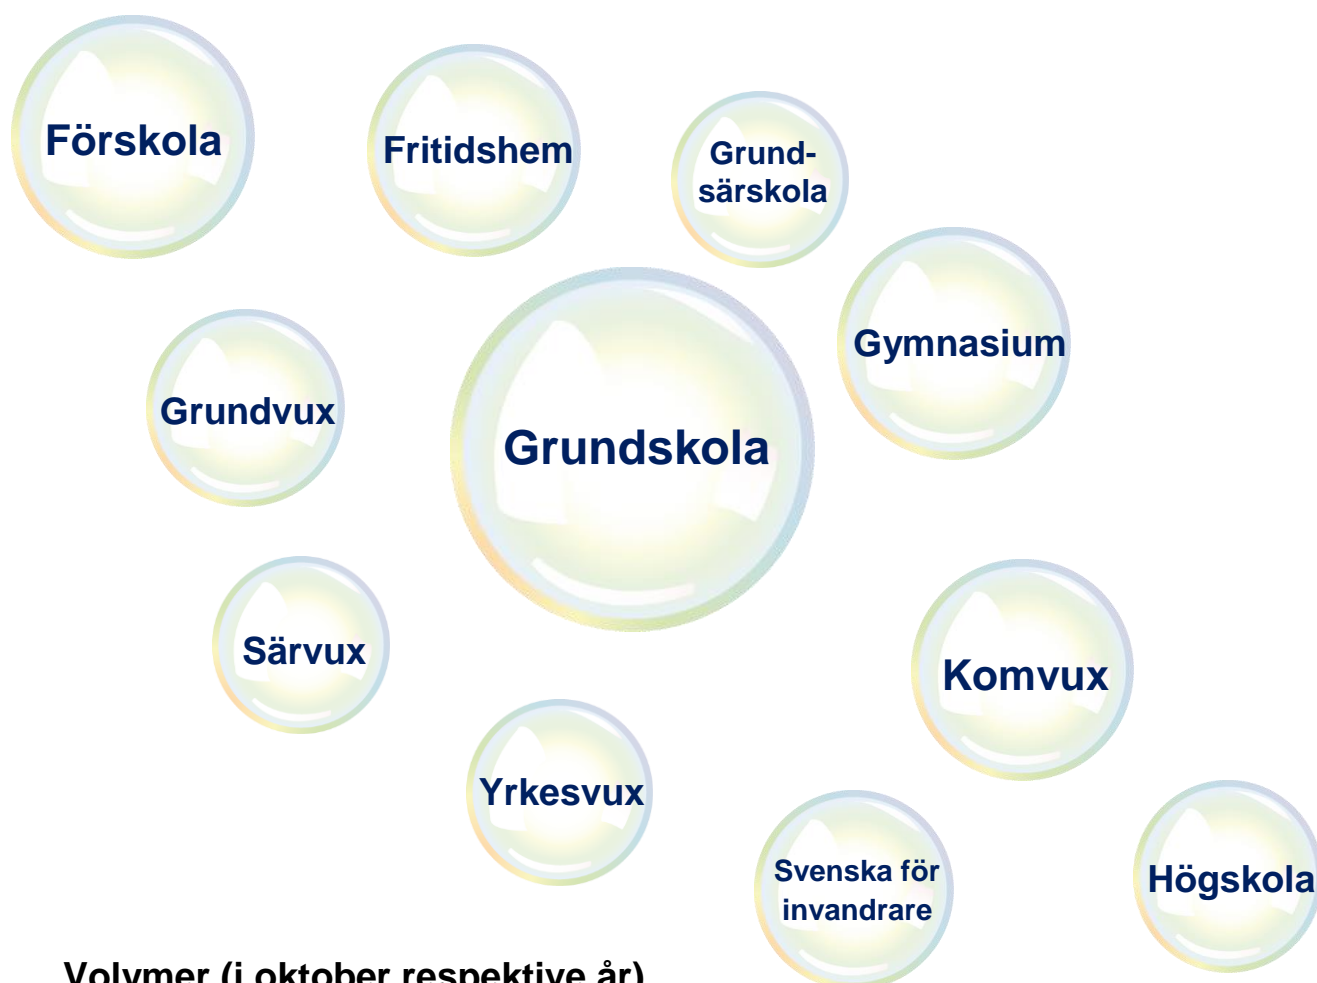 Förskola
Fritidshem
Grund-
särskola
Gymnasium
Grundvux
Grundskola
Särvux
Komvux
Yrkesvux
Svenska för
invandrare
Högskola
Volymer (i oktober respektive år)